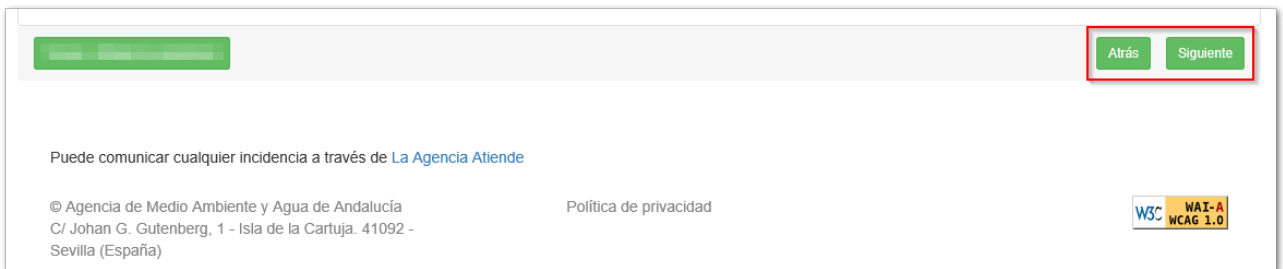 Atrás Siguiente
Puede comunicar cualquier incidencia a través de La Agencia Atiende
© Agencia de Medio Ambiente y Agua de Andalucía
C/ Johan G. Gutenberg, 1 - Isla de la Cartuja. 41092 -
Sevilla (España)
Política de privacidad
W3C WAI-A
WCAG 1.0